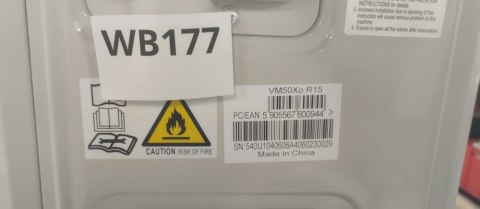 INSTRUCTIONS for details.
3. Incorrect installation due to ignoring of the
instruction will cause serious problem in this
machine.
4. Ensure to open all the valves after evacuation.
WB177
VM50Xo R15
PC/EAN 5 905567 600944 >
SN 540U1040606A4060230029
Made in China
CAUTION RISK OF FIRE